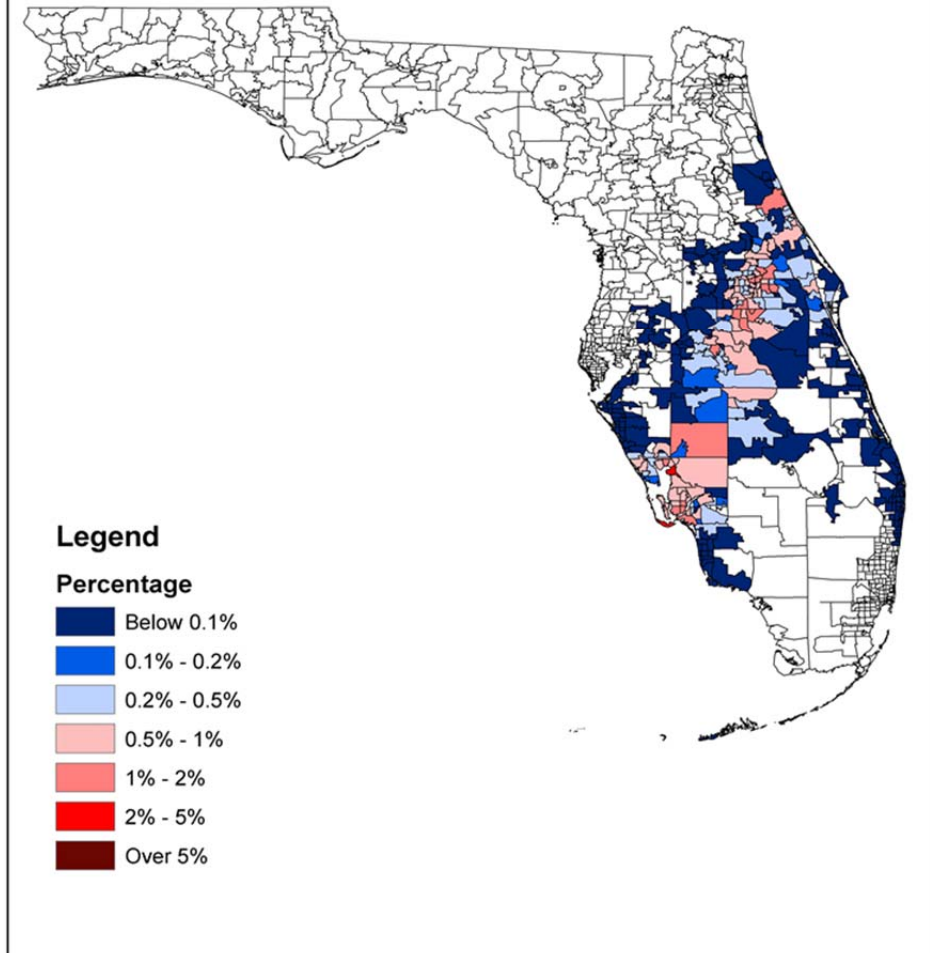 Legend
Percentage
Below 0.1%
0.1% - 0.2%
0.2% - 0.5%
0.5% - 1%
1% - 2%
2% - 5%
Over 5%